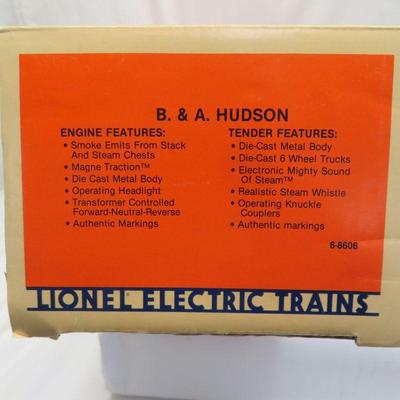 B. & A. HUDSON
ENGINE FEATURES:
• Smoke Emits From Stack
And Steam Chests
• Magne Traction™
• Die Cast Metal Body
• Operating Headlight
• Transformer Controlled
Forward-Neutral-Reverse
• Authentic Markings
TENDER FEATURES:
• Die-Cast Metal Body
• Die-Cast 6 Wheel Trucks
• Electronic Mighty Sound
Of Steam™
• Realistic Steam Whistle
• Operating Knuckle
Couplers
• Authentic markings
6-8606
LIONEL ELECTRIC TRAINS